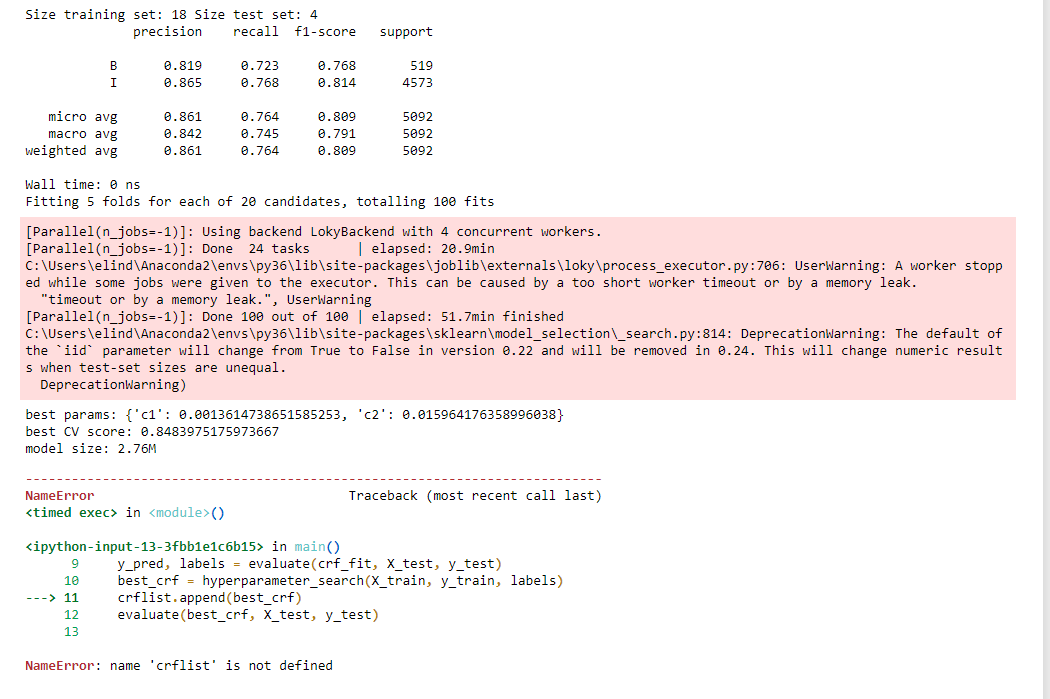 Size training set: 18 Size test set: 4
              precision    recall  f1-score   support

           B      0.819     0.723     0.768       519
           I      0.865     0.768     0.814      4573

   micro avg      0.861     0.764     0.809      5092
   macro avg      0.842     0.745     0.791      5092
weighted avg      0.861     0.764     0.809      5092

Wall time: 0 ns
Fitting 5 folds for each of 20 candidates, totalling 100 fits
[Parallel(n_jobs=-1)]: Using backend LokyBackend with 4 concurrent workers.
[Parallel(n_jobs=-1)]: Done  24 tasks      | elapsed: 20.9min
C:\Users\elind\Anaconda2\envs\py36\lib\site-packages\joblib\externals\loky\process_executor.py:706: UserWarning: A worker stopp
ed while some jobs were given to the executor. This can be caused by a too short worker timeout or by a memory leak.
  "timeout or by a memory leak.", UserWarning
[Parallel(n_jobs=-1)]: Done 100 out of 100 | elapsed: 51.7min finished
C:\Users\elind\Anaconda2\envs\py36\lib\site-packages\sklearn\model_selection\_search.py:814: DeprecationWarning: The default of
the `iid` parameter will change from True to False in version 0.22 and will be removed in 0.24. This will change numeric result
s when test-set sizes are unequal.
  DeprecationWarning)
best params: {'c1': 0.0013614738651585253, 'c2': 0.015964176358996038}
best CV score: 0.8483975175973667
model size: 2.76M
---------------------------------------------------------------------------
NameError                                 Traceback (most recent call last)
<timed exec> in <module>()

<ipython-input-13-3fbb1e1c6b15> in main()
      9     y_pred, labels = evaluate(crf_fit, X_test, y_test)
     10     best_crf = hyperparameter_search(X_train, y_train, labels)
---> 11     crflist.append(best_crf)
     12     evaluate(best_crf, X_test, y_test)
     13

NameError: name 'crflist' is not defined